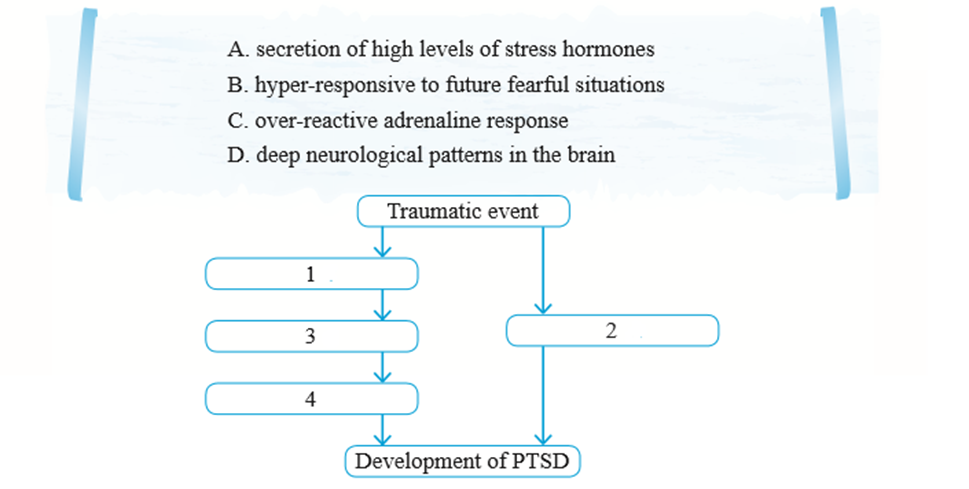 A. secretion of high levels of stress hormones
B. hyper-responsive to future fearful situations
C. over-reactive adrenaline response
D. deep neurological patterns in the brain
Traumatic event
1
3
2
4
Development of PTSD